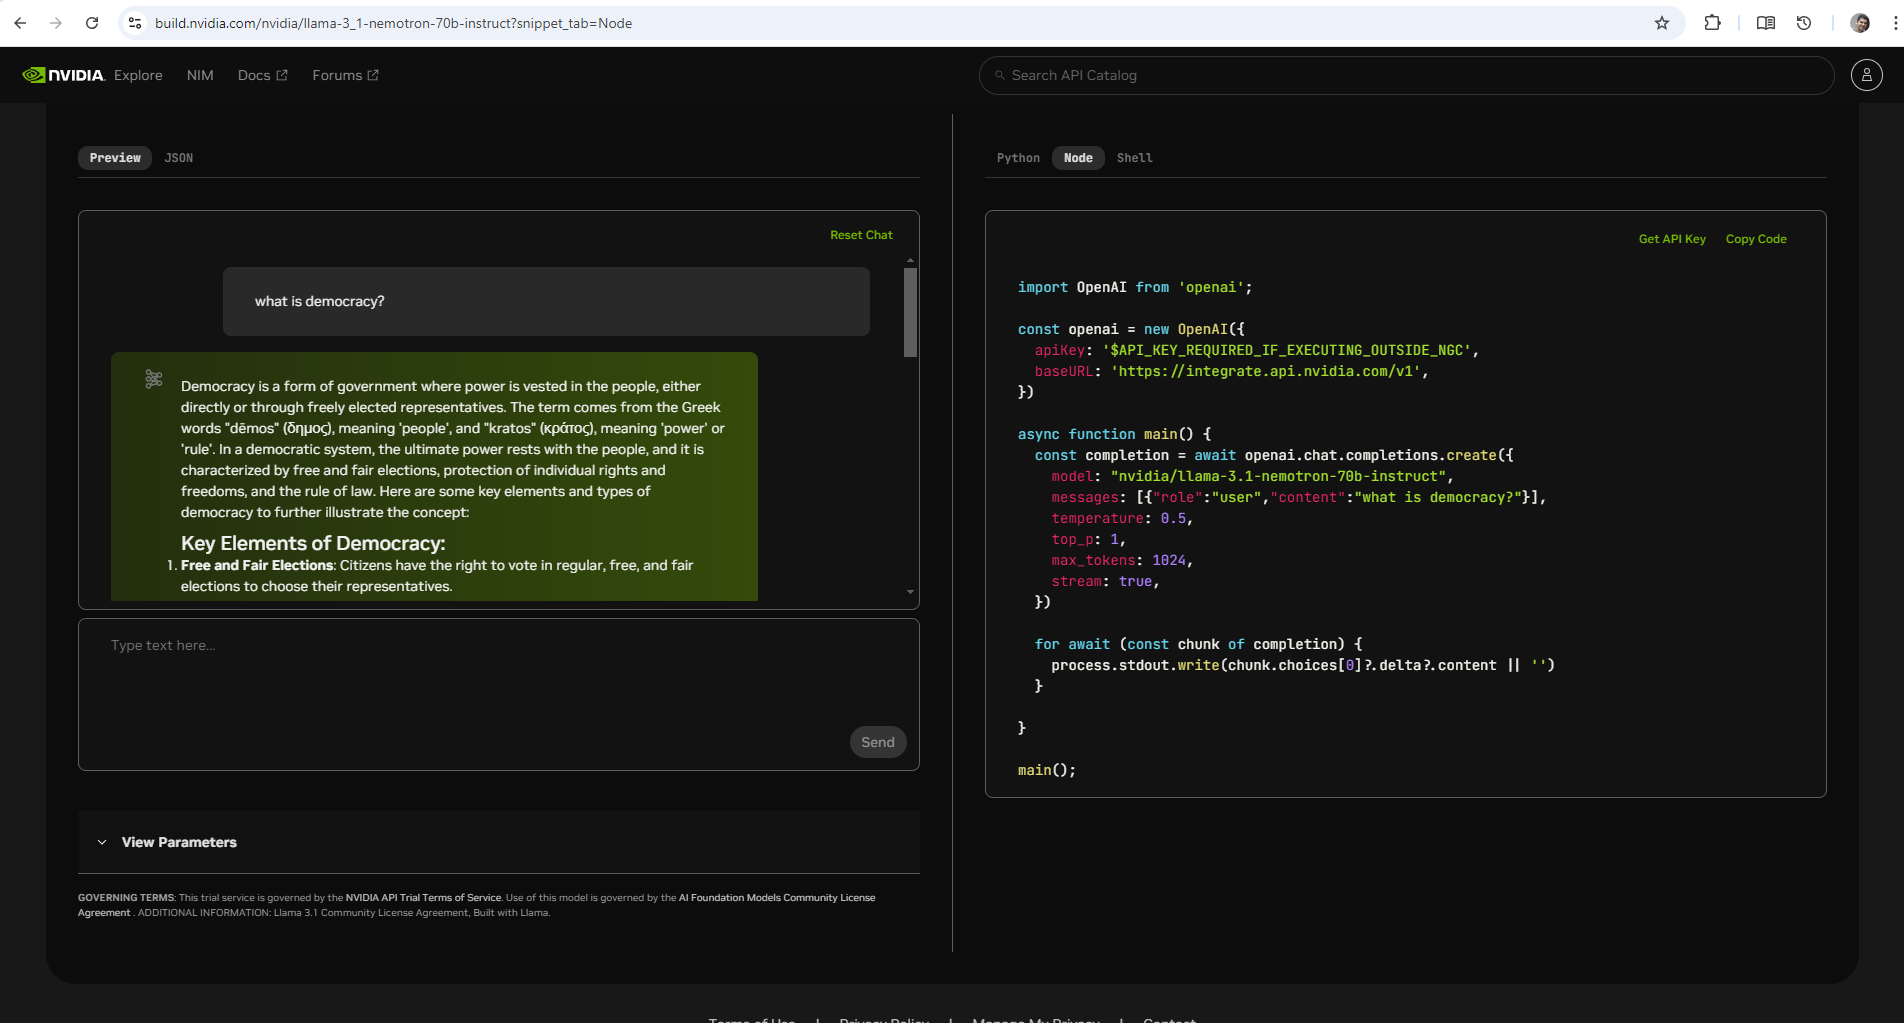 build.nvidia.com/nvidia/llama-3_1-nemotron-70b-instruct?snippet_tab=Node
NVIDIA. Explore NIM Docs Forums Search API Catalog
Preview JSON
Reset Chat
what is democracy?
Democracy is a form of government where power is vested in the people, either
directly or through freely elected representatives. The term comes from the Greek
words "dēmos" (δημος), meaning 'people', and "kratos" (κράτος), meaning 'power' or
'rule'. In a democratic system, the ultimate power rests with the people, and it is
characterized by free and fair elections, protection of individual rights and
freedoms, and the rule of law. Here are some key elements and types of
democracy to further illustrate the concept:
Key Elements of Democracy:
1. Free and Fair Elections: Citizens have the right to vote in regular, free, and fair
elections to choose their representatives.
Type text here...
Send
View Parameters
GOVERNING TERMS: This trial service is governed by the NVIDIA API Trial Terms of Service. Use of this model is governed by the AI Foundation Models Community License
Agreement . ADDITIONAL INFORMATION: Llama 3.1 Community License Agreement, Built with Llama.
Python Node Shell
Get API Key Copy Code
import OpenAI from 'openai';
const openai = new OpenAI({
apiKey: '$API_KEY_REQUIRED_IF_EXECUTING_OUTSIDE_NGC',
baseURL: 'https://integrate.api.nvidia.com/v1',
})
async function main() {
const completion = await openai.chat.completions.create({
model: "nvidia/llama-3.1-nemotron-70b-instruct",
messages: [{"role":"user","content":"what is democracy?"}],
temperature: 0.5,
top_p: 1,
max_tokens: 1024,
stream: true,
})
for await (const chunk of completion) {
process.stdout.write(chunk.choices[0]?.delta?.content || '')
}
}
main();
Terms of Use | Privacy Policy | Manage My Privacy | Contact